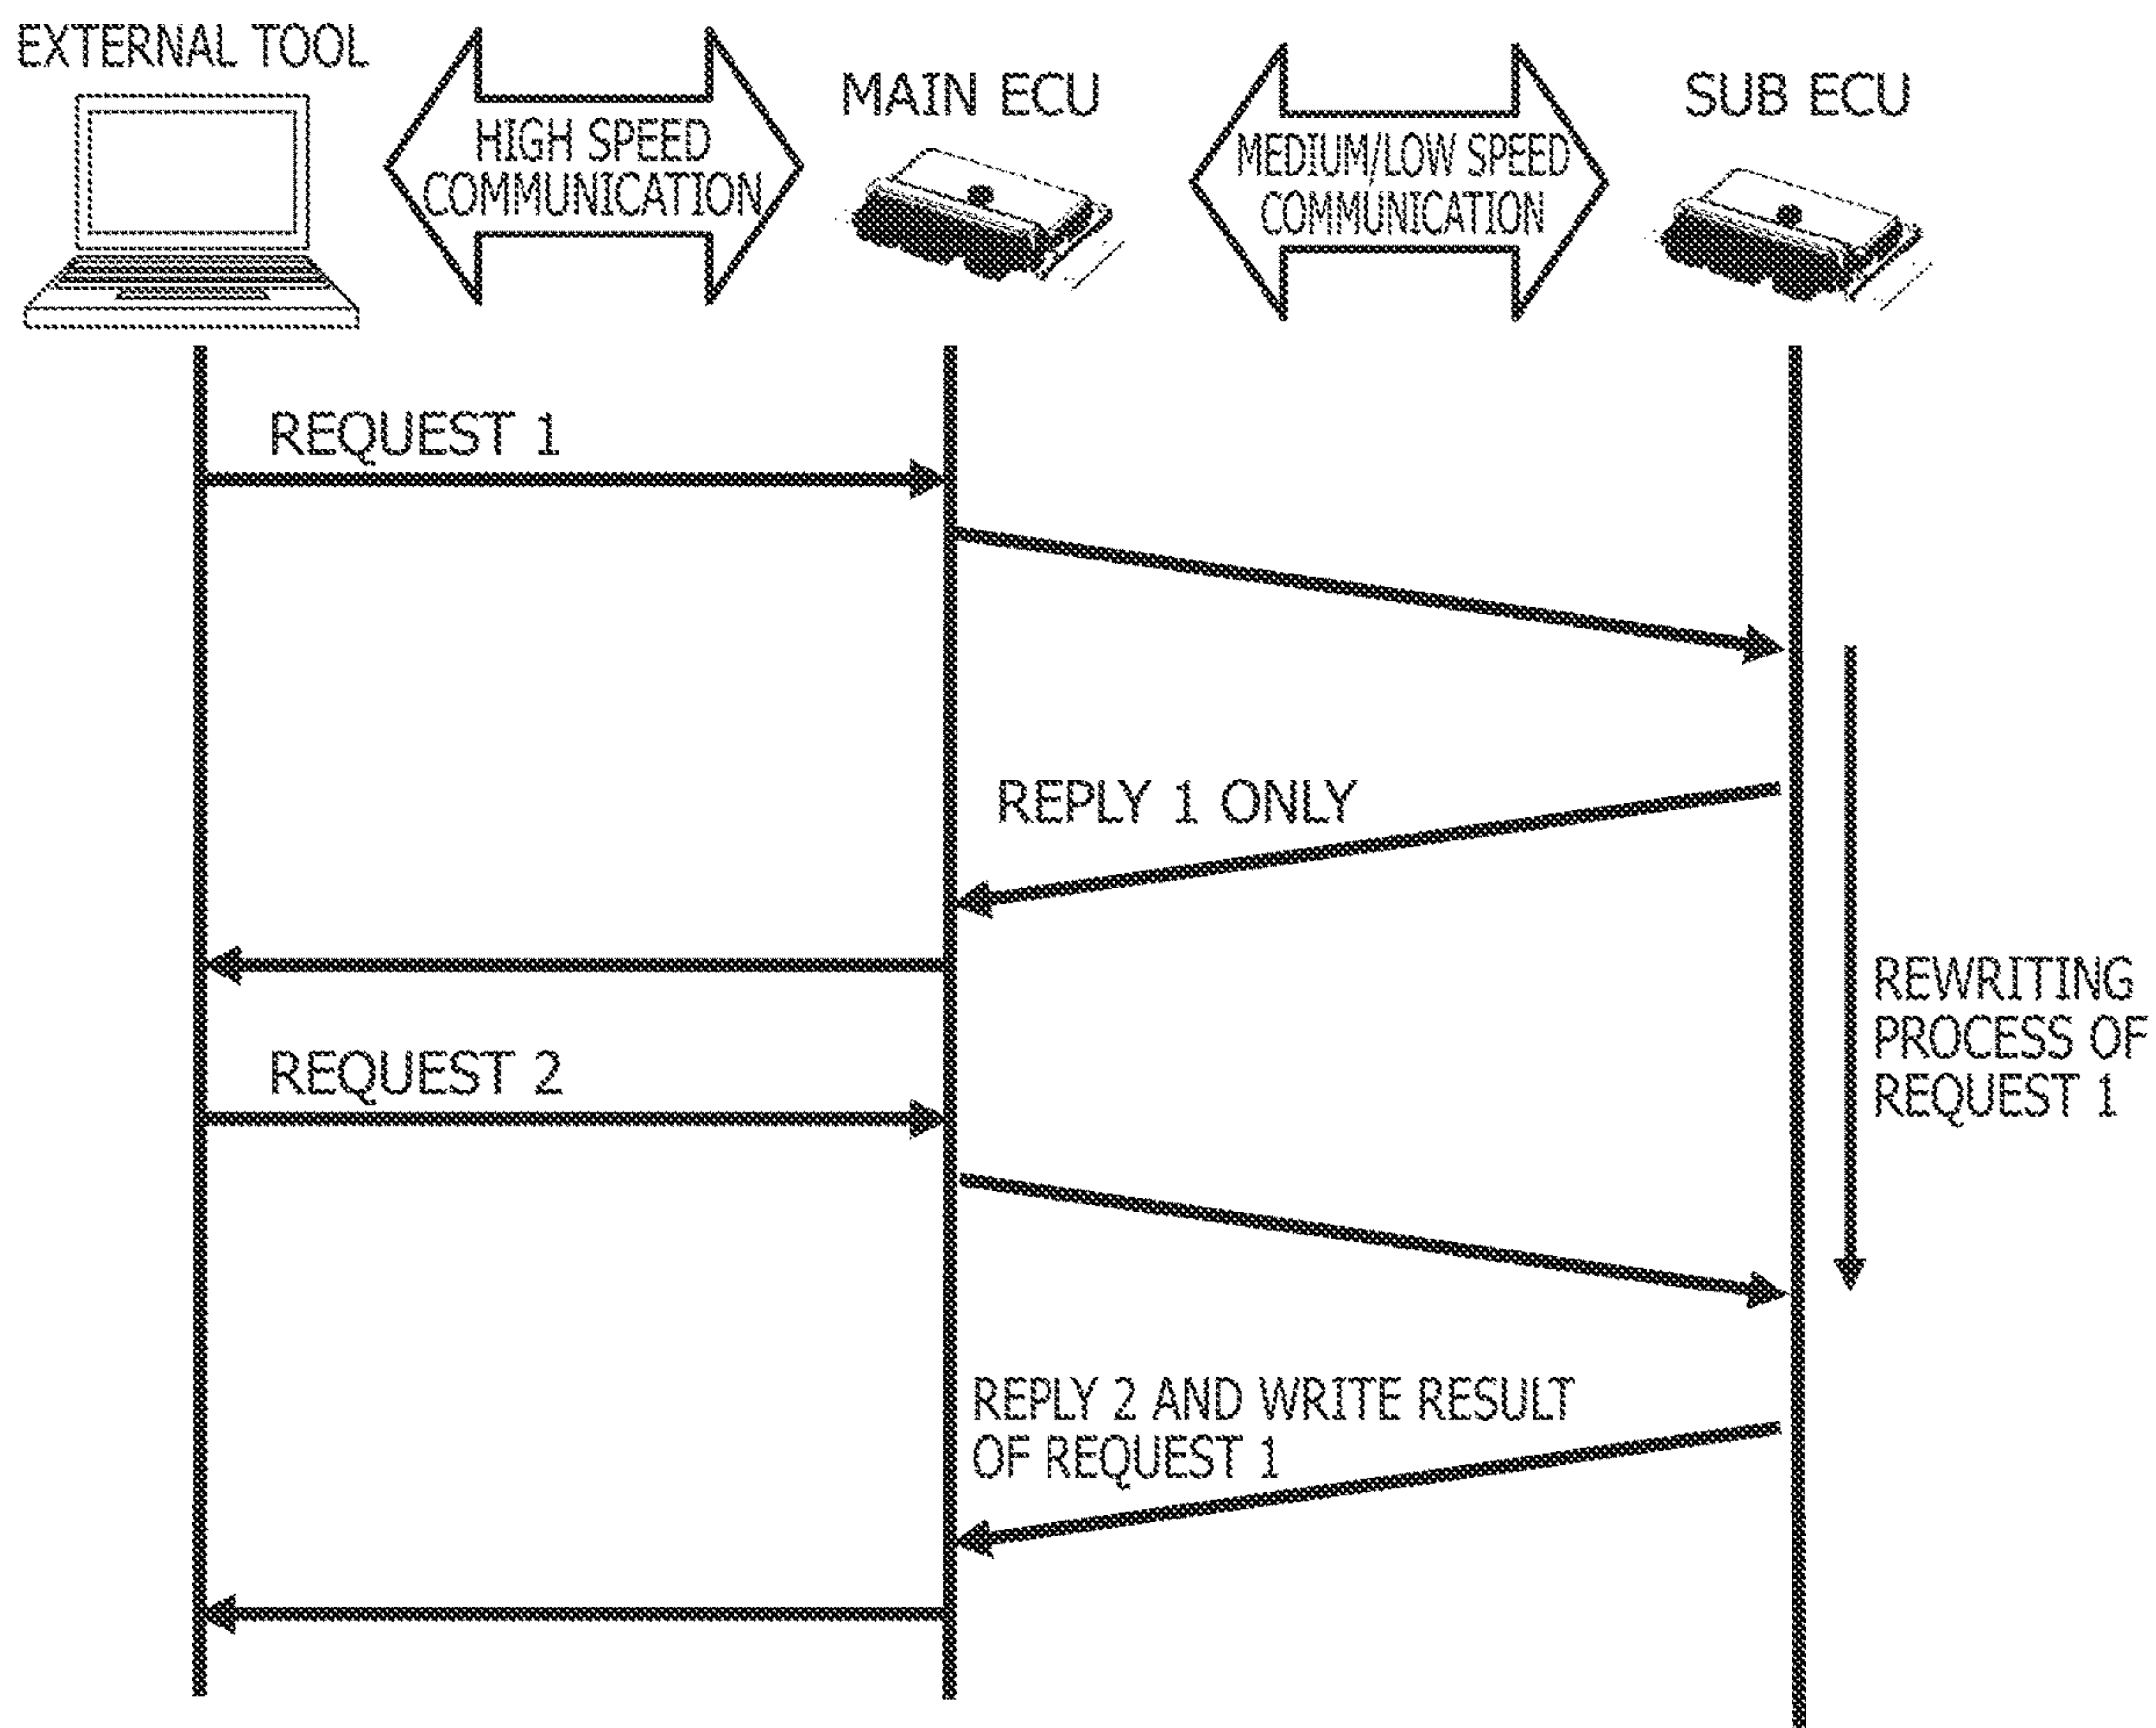 EXTERNAL TOOL
HIGH SPEED
COMMUNICATION
MAIN ECU
MEDIUM/LOW SPEED
COMMUNICATION
SUB ECU
REQUEST 1
REPLY 1 ONLY
REWRITING
PROCESS OF
REQUEST 1
REQUEST 2
REPLY 2 AND WRITE RESULT
OF REQUEST 1